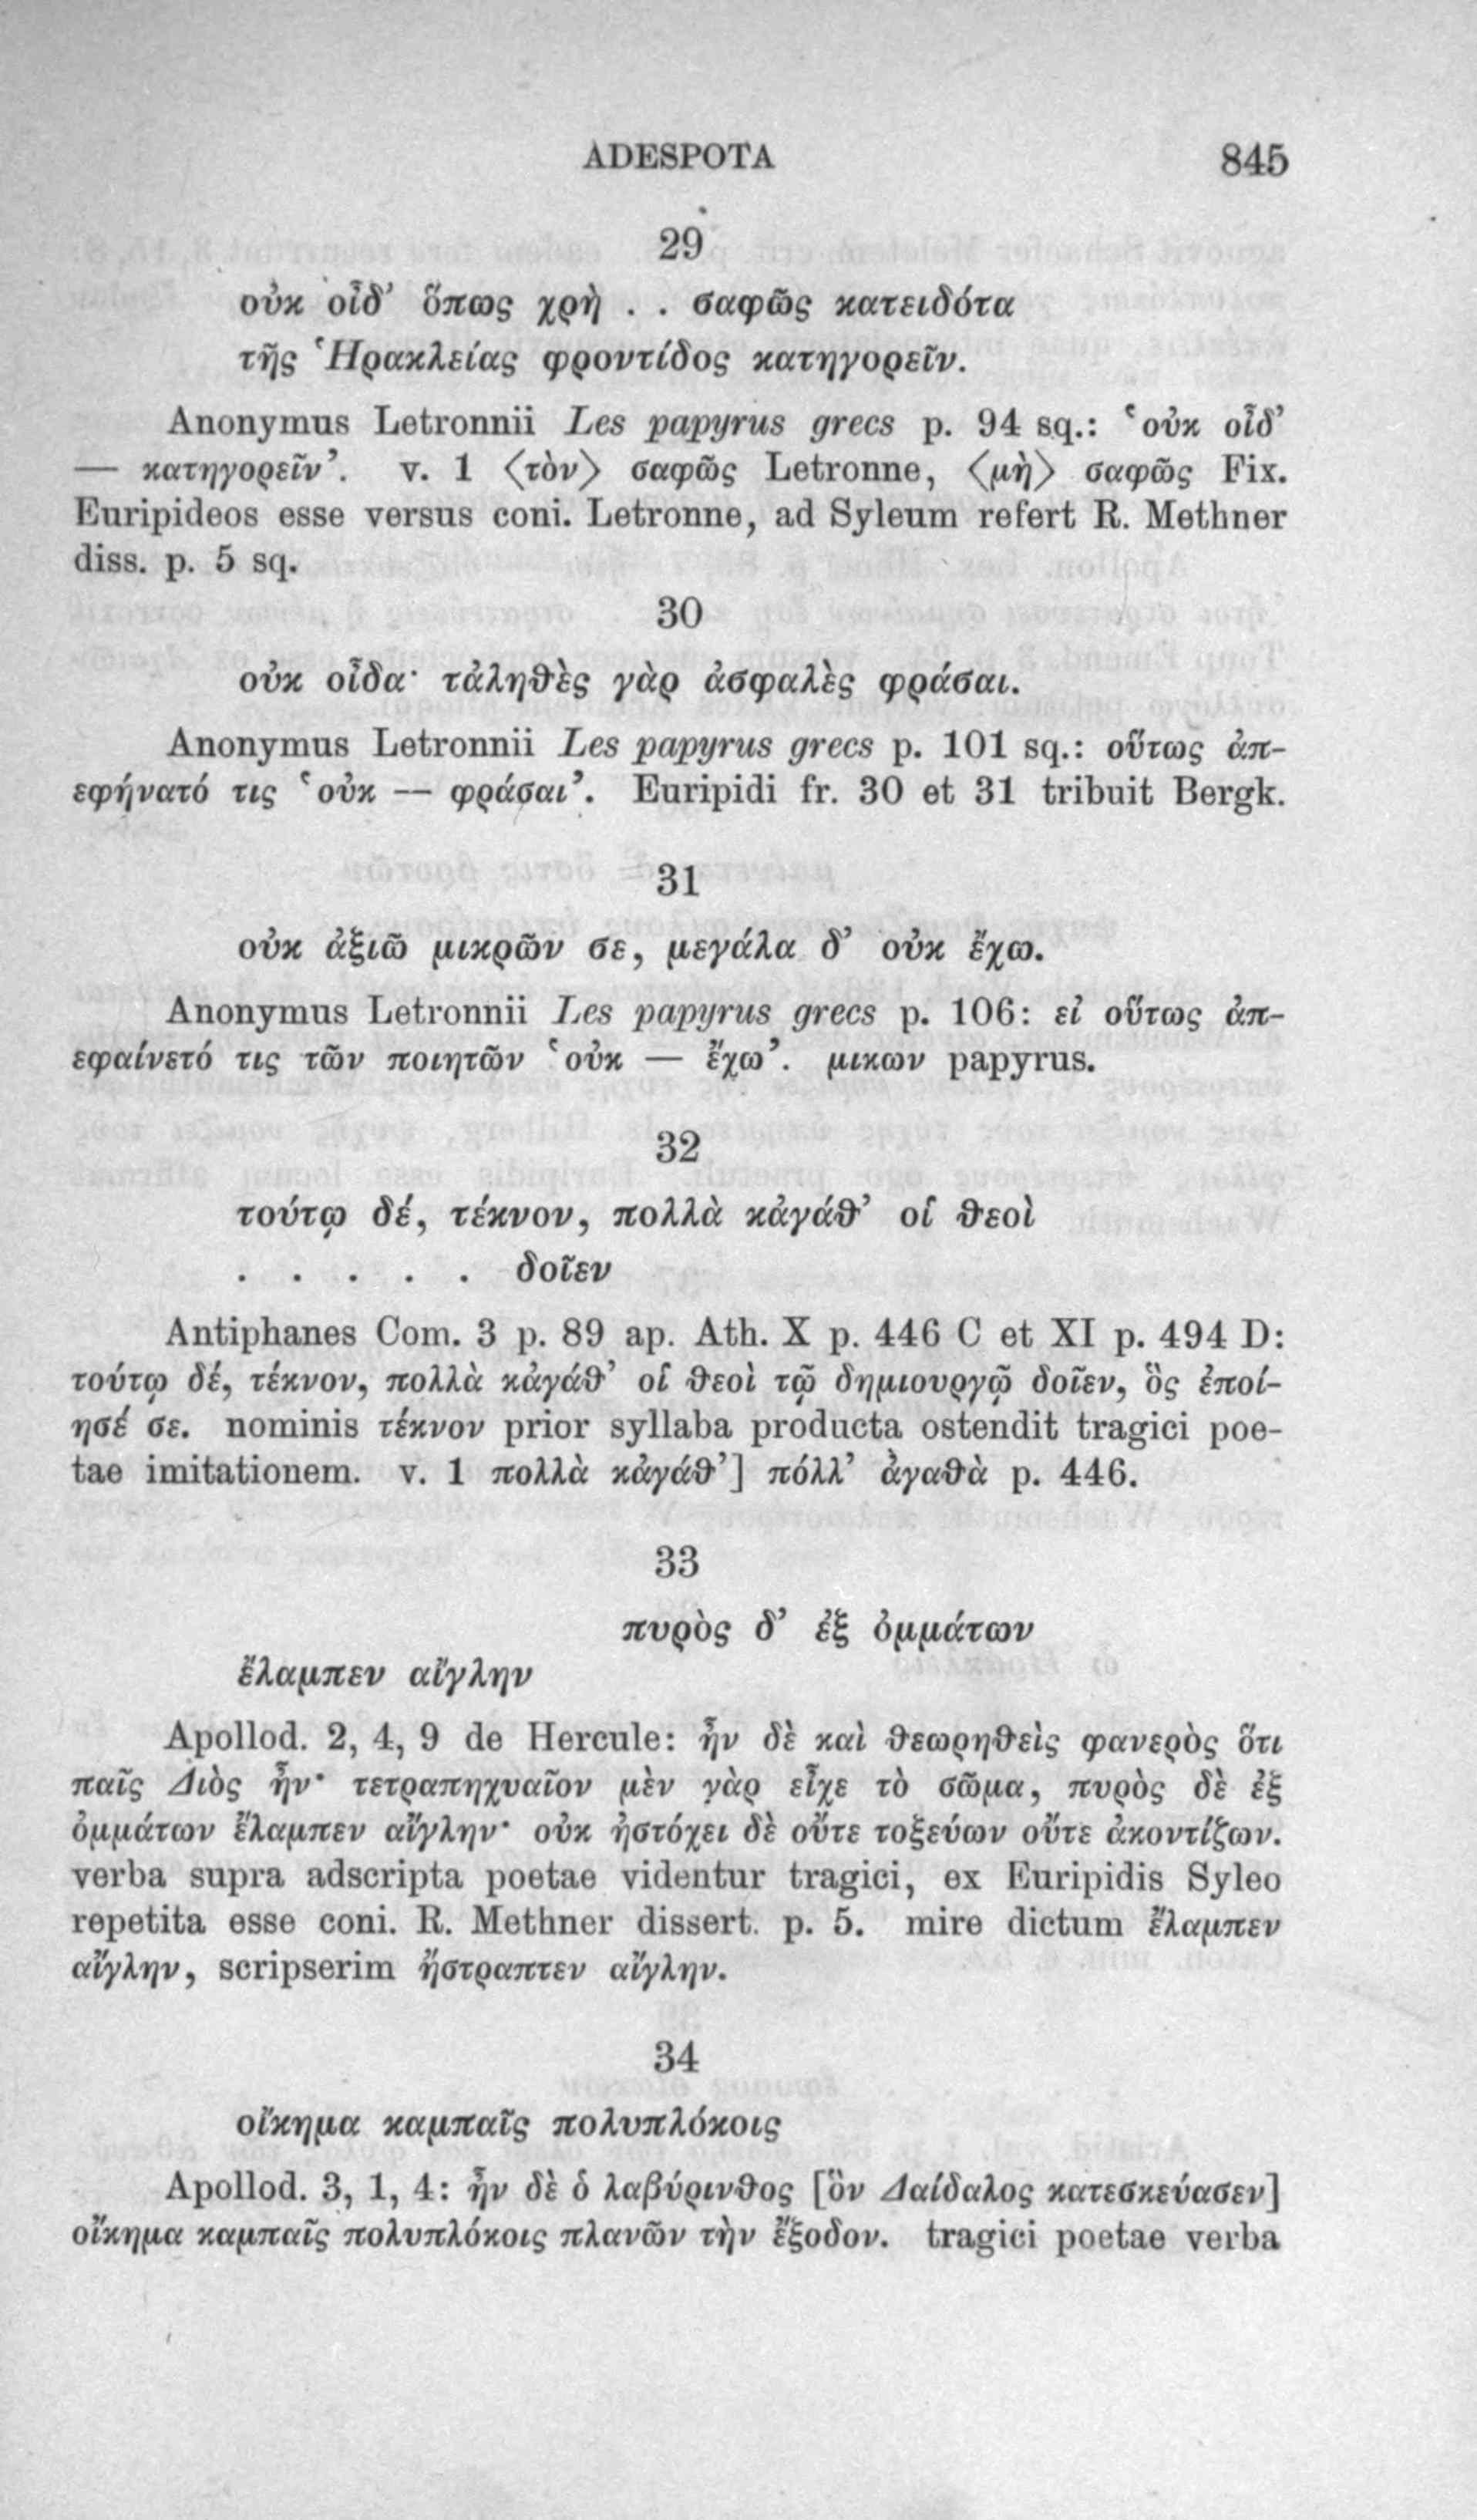 ADESPOTA 845
29
οὐκ οἶδ’ ὅπως χρὴ . . σαφῶς κατειδότα
τῆς Ἡρακλείας φροντίδος κατηγορεῖν.
Anonymus Letronnii Les papyrus grecs p. 94 sq.: ‘οὐκ οἶδ’
— κατηγορεῖν’. v. 1 ⟨τὸν⟩ σαφῶς Letronne, ⟨μὴ⟩ σαφῶς Fix.
Euripideos esse versus coni. Letronne, ad Syleum refert R. Methner
diss. p. 5 sq.
30
οὐκ οἶδα· τἀληθὲς γὰρ ἀσφαλὲς φράσαι.
Anonymus Letronnii Les papyrus grecs p. 101 sq.: οὕτως ἀπ-
εφήνατό τις ‘οὐκ — φράσαι’. Euripidi fr. 30 et 31 tribuit Bergk.
31
οὐκ ἀξιῶ μικρῶν σε, μεγάλα δ’ οὐκ ἔχω.
Anonymus Letronnii Les papyrus grecs p. 106: εἰ οὕτως ἀπ-
εφαίνετό τις τῶν ποιητῶν ‘οὐκ — ἔχω’. μικων papyrus.
32
τούτῳ δέ, τέκνον, πολλὰ κἀγάθ’ οἱ θεοὶ
. . . . . δοῖεν
Antiphanes Com. 3 p. 89 ap. Ath. X p. 446 C et XI p. 494 D:
τούτῳ δέ, τέκνον, πολλὰ κἀγάθ’ οἱ θεοὶ τῷ δημιουργῷ δοῖεν, ὃς ἐποί-
ησέ σε. nominis τέκνον prior syllaba producta ostendit tragici poe-
tae imitationem. v. 1 πολλὰ κἀγάθ’] πόλλ’ ἀγαθὰ p. 446.
33
πυρὸς δ’ ἐξ ὀμμάτων
ἔλαμπεν αἴγλην
Apollod. 2, 4, 9 de Hercule: ἦν δὲ καὶ θεωρηθεὶς φανερὸς ὅτι
παῖς Διὸς ἦν· τετραπηχυαῖον μὲν γὰρ εἶχε τὸ σῶμα, πυρὸς δὲ ἐξ
ὀμμάτων ἔλαμπεν αἴγλην· οὐκ ἠστόχει δὲ οὔτε τοξεύων οὔτε ἀκοντίζων.
verba supra adscripta poetae videntur tragici, ex Euripidis Syleo
repetita esse coni. R. Methner dissert. p. 5. mire dictum ἔλαμπεν
αἴγλην, scripserim ἤστραπτεν αἴγλην.
34
οἴκημα καμπαῖς πολυπλόκοις
Apollod. 3, 1, 4: ἦν δὲ ὁ λαβύρινθος [ὃν Δαίδαλος κατεσκεύασεν]
οἴκημα καμπαῖς πολυπλόκοις πλανῶν τὴν ἔξοδον. tragici poetae verba